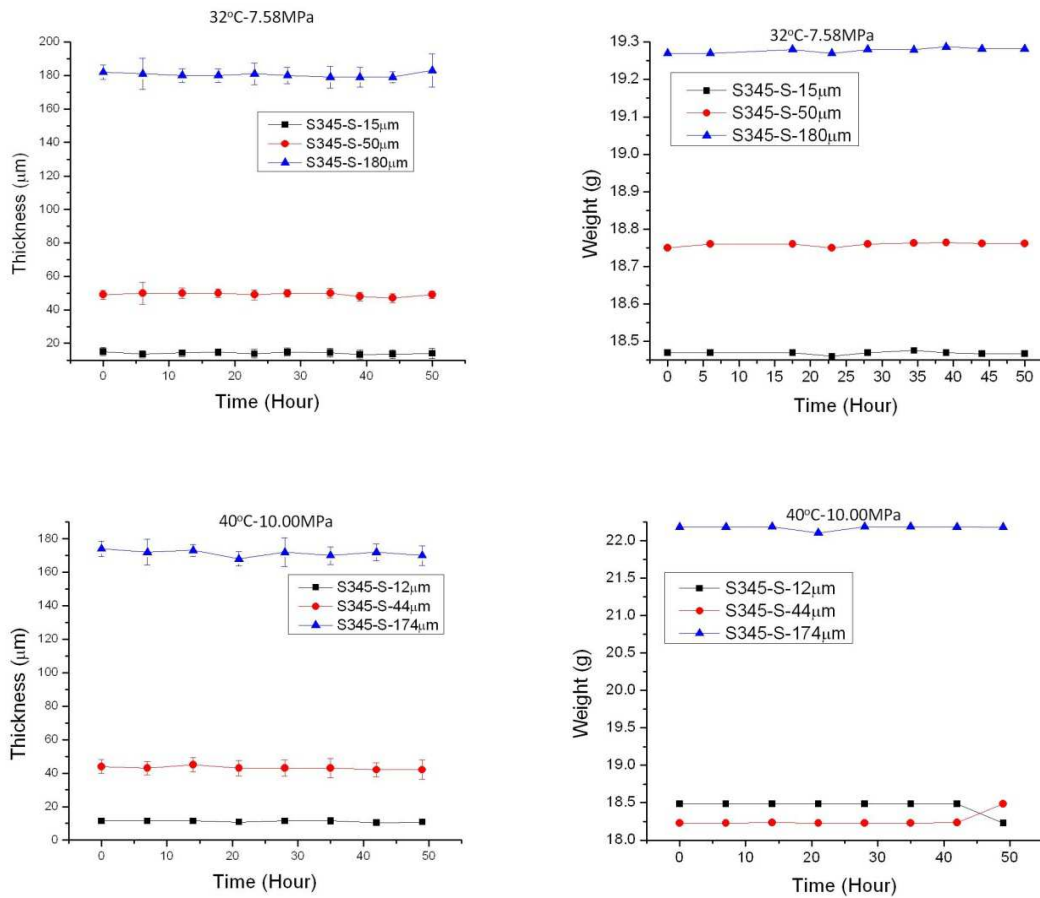 32°C-7.58MPa
200
180
160
140
120
100
80
60
40
20
0
Thickness (μm)
S345-S-15μm
S345-S-50μm
S345-S-180μm
0 10 20 30 40 50
Time (Hour)
32°C-7.58MPa
19.3
19.2
19.1
19.0
18.9
18.8
18.7
18.6
18.5
Weight (g)
S345-S-15μm
S345-S-50μm
S345-S-180μm
0 5 10 15 20 25 30 35 40 45 50
Time (Hour)
40°C-10.00MPa
180
160
140
120
100
80
60
40
20
0
Thickness (μm)
S345-S-12μm
S345-S-44μm
S345-S-174μm
0 10 20 30 40 50
Time (Hour)
40°C-10.00MPa
22.0
21.5
21.0
20.5
20.0
19.5
19.0
18.5
18.0
Weight (g)
S345-S-12μm
S345-S-44μm
S345-S-174μm
0 10 20 30 40 50
Time (Hour)